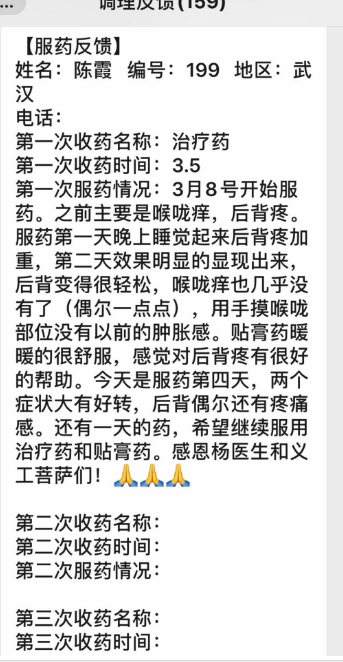 调理反馈(159)
【服药反馈】
姓名：陈霞 编号：199 地区：武
汉
电话：
第一次收药名称：治疗药
第一次收药时间：3.5
第一次服药情况：3月8号开始服
药。之前主要是喉咙痒，后背疼。
服药第一天晚上睡觉起来后背疼加
重，第二天效果明显的显现出来，
后背变得很轻松，喉咙痒也几乎没
有了（偶尔一点点），用手摸喉咙
部位没有以前的肿胀感。贴膏药暖
暖的很舒服，感觉对后背疼有很好
的帮助。今天是服药第四天，两个
症状大有好转，后背偶尔还有疼痛
感。还有一天的药，希望继续服用
治疗药和贴膏药。感恩杨医生和义
工菩萨们！🙏🙏🙏
第二次收药名称：
第二次收药时间：
第二次服药情况：
第三次收药名称：
第三次收药时间：